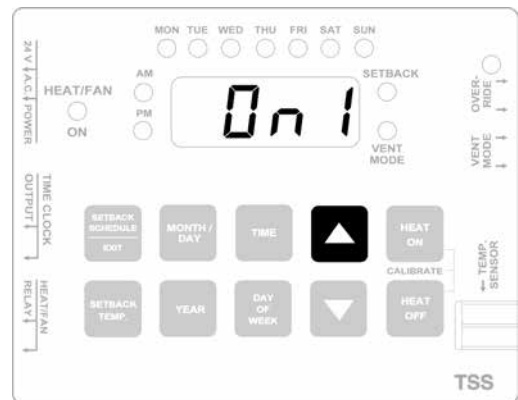 MON TUE WED THU FRI SAT SUN
24 V A.C. POWER
HEAT/FAN
ON
AM
PM
On 1
SETBACK
VENT
MODE
OVER-
RIDE
VENT
MODE
TIME CLOCK
OUTPUT
SETBACK
SCHEDULE
EXIT
MONTH /
DAY
TIME
HEAT
ON
CALIBRATE
TEMP.
SENSOR
HEAT/FAN
RELAY
SETBACK
TEMP.
YEAR
DAY
OF
WEEK
HEAT
OFF
TSS